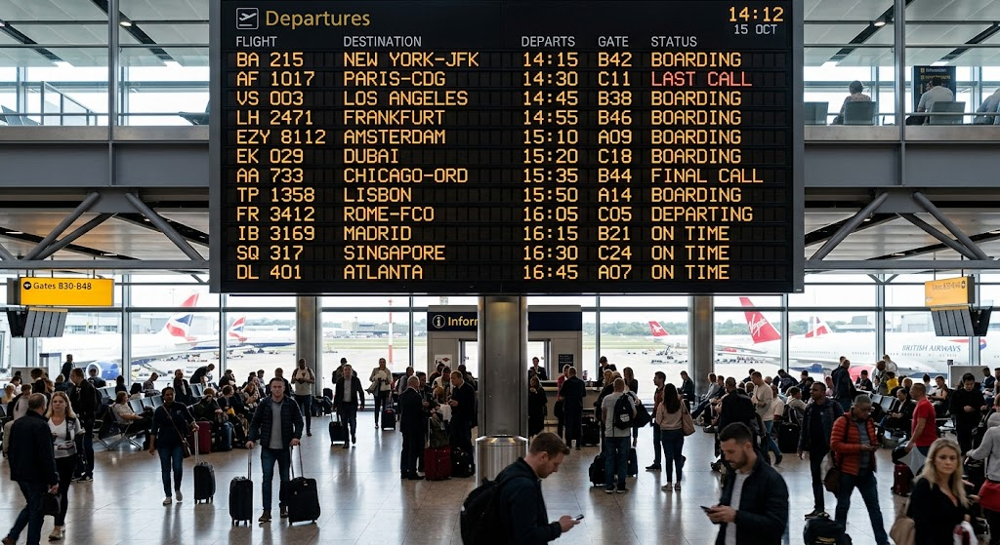 Departures
14:12
15 OCT
FLIGHT DESTINATION DEPARTS GATE STATUS
BA 215 NEW YORK-JFK 14:15 B42 BOARDING
AF 1017 PARIS-CDG 14:30 C11 LAST CALL
VS 003 LOS ANGELES 14:45 B38 BOARDING
LH 2471 FRANKFURT 14:55 B46 BOARDING
EZY 8112 AMSTERDAM 15:10 A09 BOARDING
EK 029 DUBAI 15:20 C18 BOARDING
AA 733 CHICAGO-ORD 15:35 B44 FINAL CALL
TP 1358 LISBON 15:50 A14 BOARDING
FR 3412 ROME-FCO 16:05 C05 DEPARTING
IB 3169 MADRID 16:15 B21 ON TIME
SQ 317 SINGAPORE 16:30 C24 ON TIME
DL 401 ATLANTA 16:45 A07 ON TIME
Gates B30-B48
Inform
Virgin
BRITISH AIRWAYS